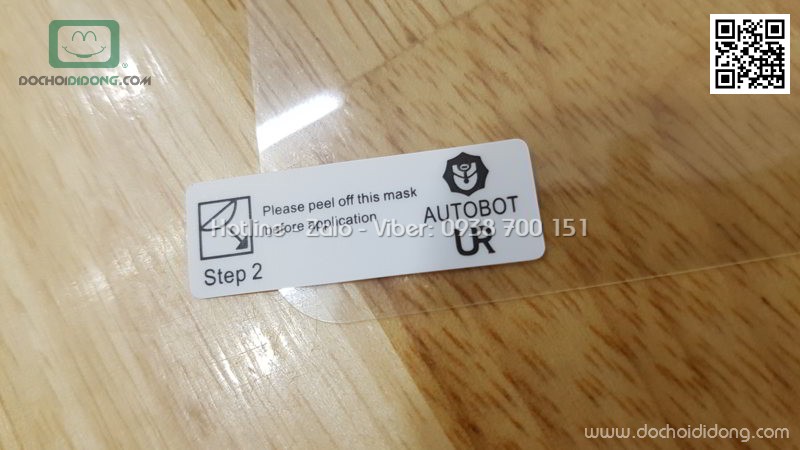 DOCHOIDIDONG.COM
Please peel off this mask
before application
AUTOBOT
UR
Hotline - Zalo - Viber: 0938 700 151
Step 2
www.dochoididong.com